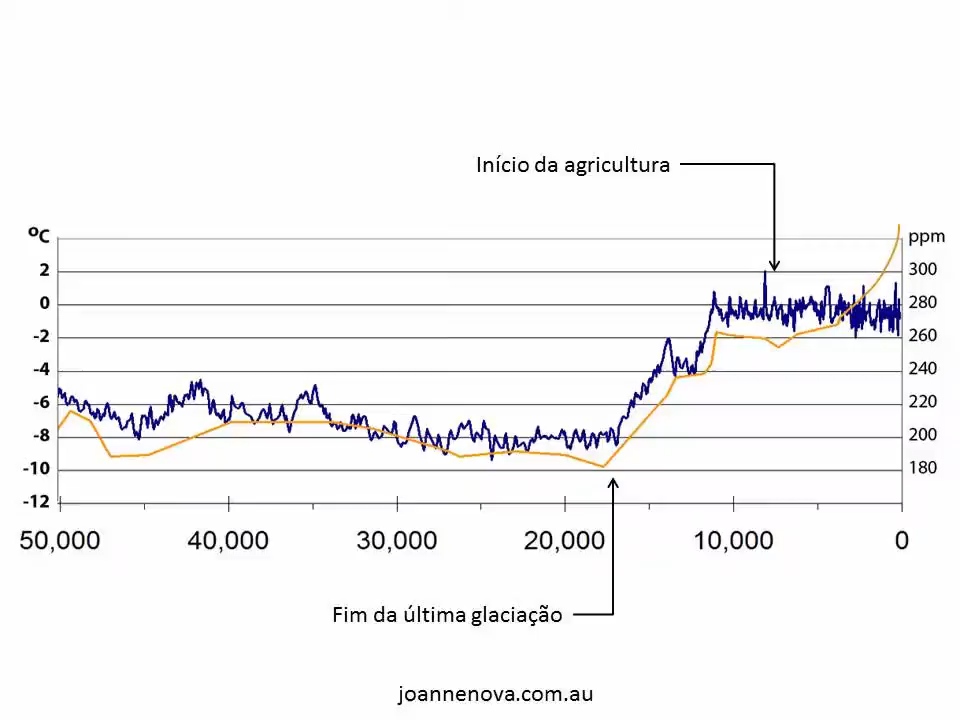 Início da agricultura
ºC
ppm
2
300
0
280
-2
260
-4
240
-6
220
-8
200
-10
180
-12
50,000 40,000 30,000 20,000 10,000 0
Fim da última glaciação
joannenova.com.au